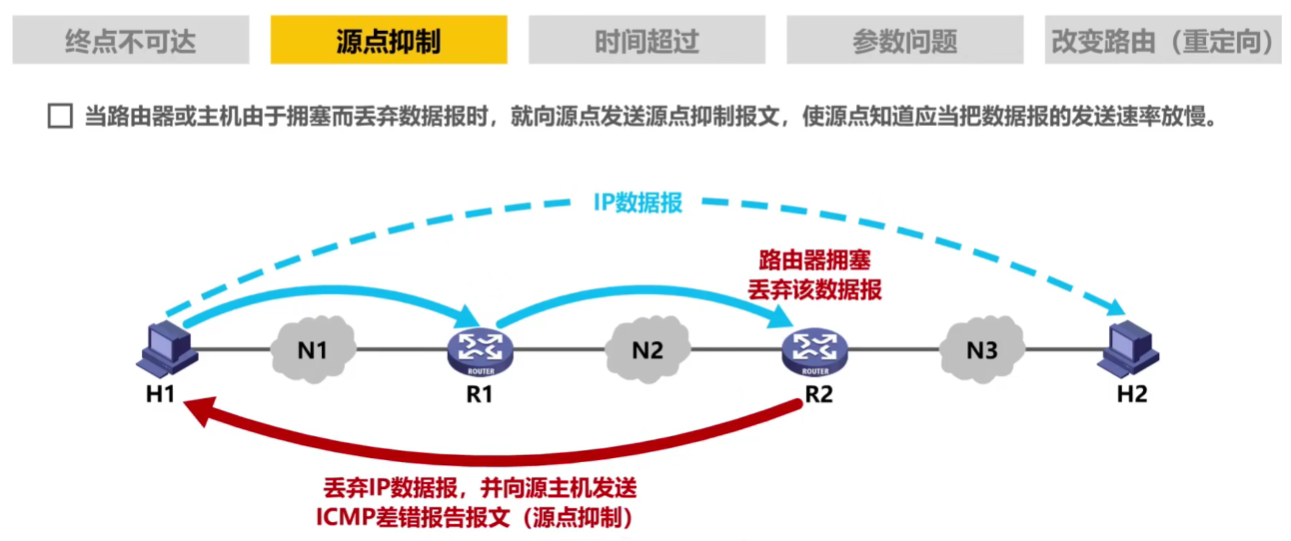 终点不可达
源点抑制
时间超过
参数问题
改变路由（重定向）
当路由器或主机由于拥塞而丢弃数据报时，就向源点发送源点抑制报文，使源点知道应当把数据报的发送速率放慢。
IP数据报
路由器拥塞
丢弃该数据报
N1
N2
N3
ROUTER
ROUTER
H1
R1
R2
H2
丢弃IP数据报，并向源主机发送
ICMP差错报告报文（源点抑制）